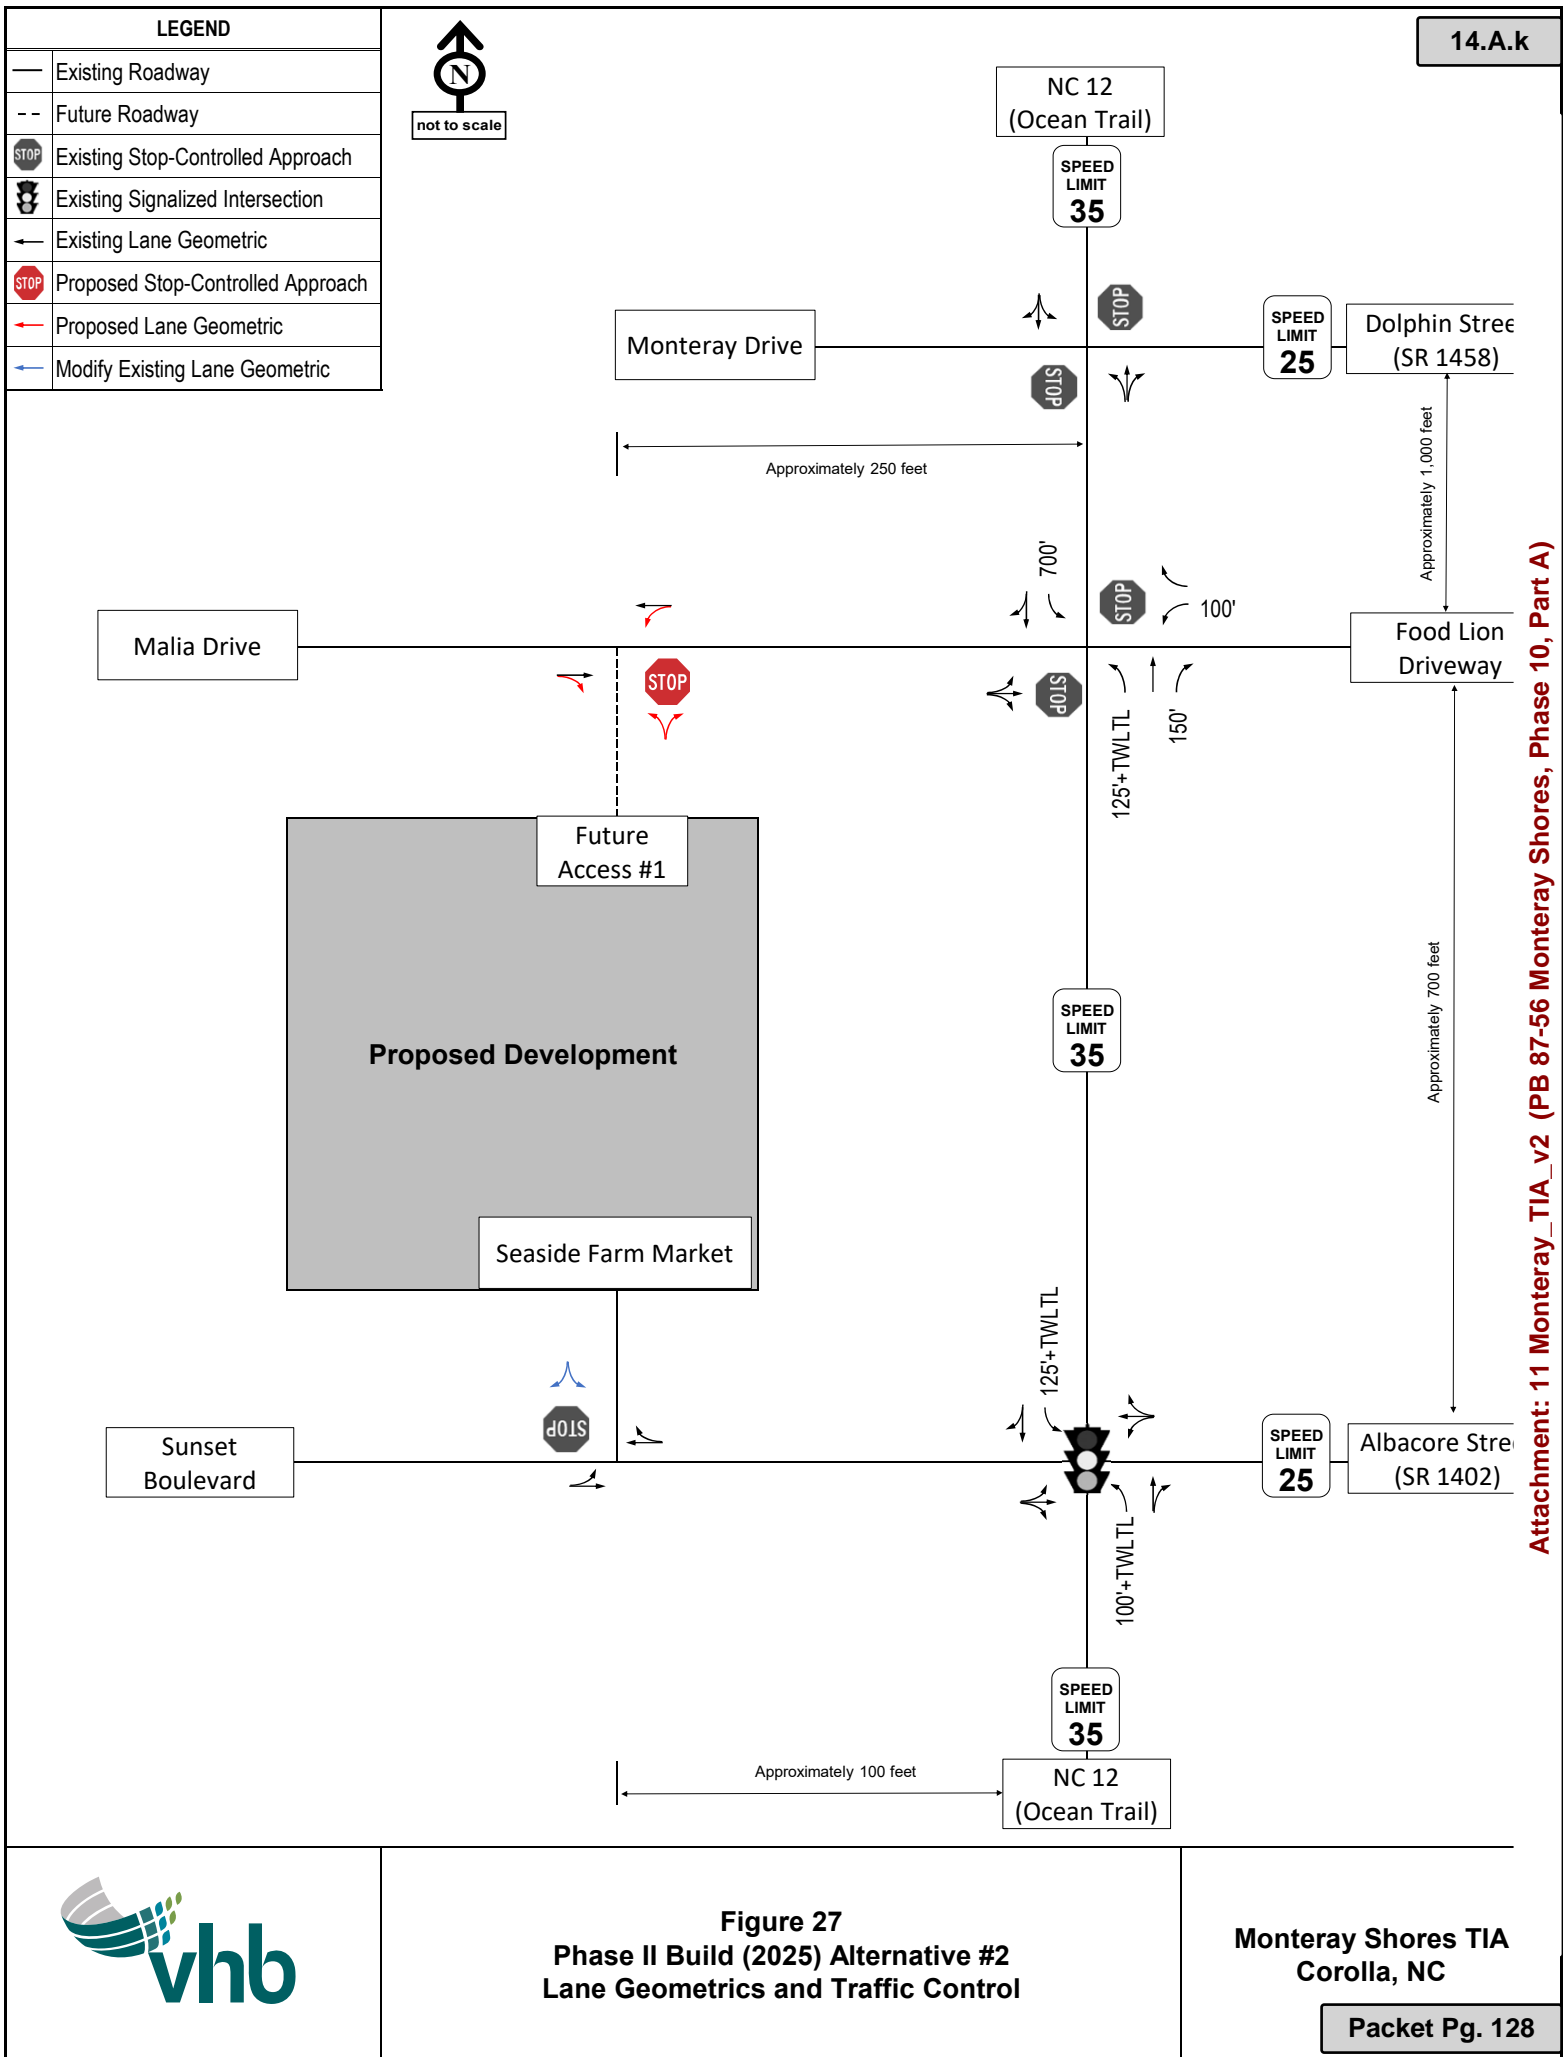 14.A.k
LEGEND
Existing Roadway
Future Roadway
STOP
Existing Stop-Controlled Approach
Existing Signalized Intersection
Existing Lane Geometric
STOP
Proposed Stop-Controlled Approach
Proposed Lane Geometric
Modify Existing Lane Geometric
N
not to scale
NC 12
(Ocean Trail)
SPEED
LIMIT
35
STOP
Monteray Drive
SPEED
LIMIT
25
Dolphin Stree
(SR 1458)
STOP
Approximately 250 feet
Approximately 1,000 feet
700'
STOP
100'
Malia Drive
STOP
STOP
Food Lion
Driveway
125'+TWLTL
150'
Future
Access #1
Proposed Development
SPEED
LIMIT
35
Approximately 700 feet
Seaside Farm Market
125'+TWLTL
STOP
Sunset
Boulevard
SPEED
LIMIT
25
Albacore Stre
(SR 1402)
100'+TWLTL
SPEED
LIMIT
35
Approximately 100 feet
NC 12
(Ocean Trail)
Attachment: 11 Monteray_TIA_v2 (PB 87-56 Monteray Shores, Phase 10, Part A)
vhb
Figure 27
Phase II Build (2025) Alternative #2
Lane Geometrics and Traffic Control
Monteray Shores TIA
Corolla, NC
Packet Pg. 128